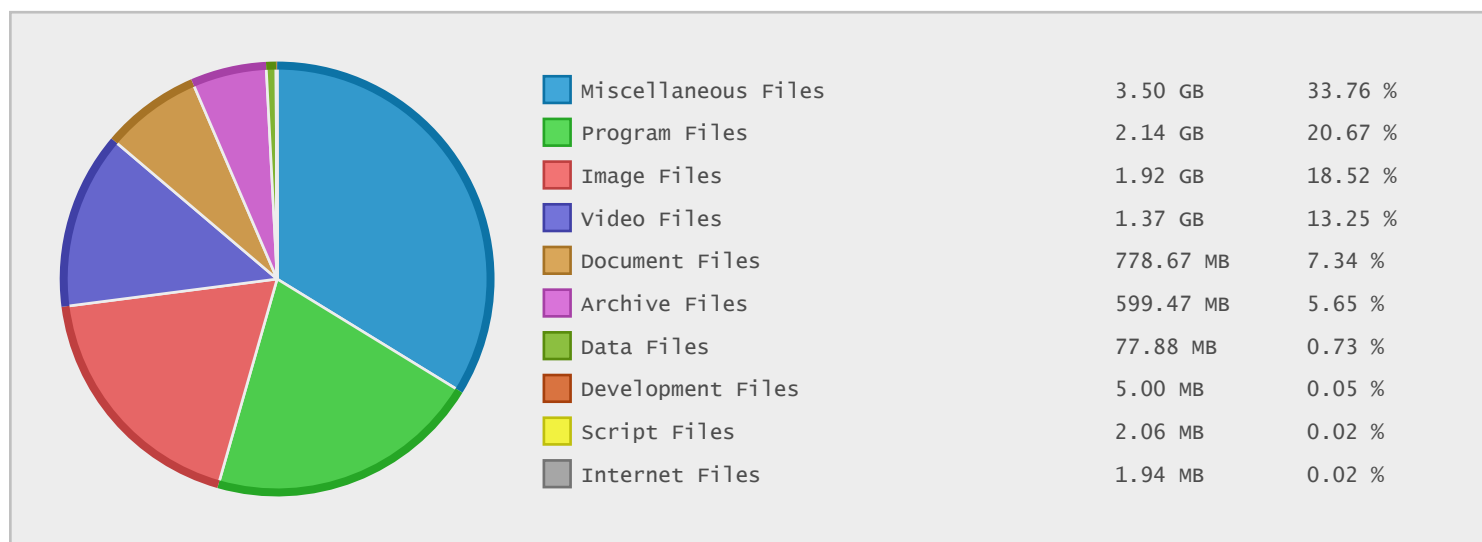 Miscellaneous Files 3.50 GB 33.76 %
Program Files 2.14 GB 20.67 %
Image Files 1.92 GB 18.52 %
Video Files 1.37 GB 13.25 %
Document Files 778.67 MB 7.34 %
Archive Files 599.47 MB 5.65 %
Data Files 77.88 MB 0.73 %
Development Files 5.00 MB 0.05 %
Script Files 2.06 MB 0.02 %
Internet Files 1.94 MB 0.02 %